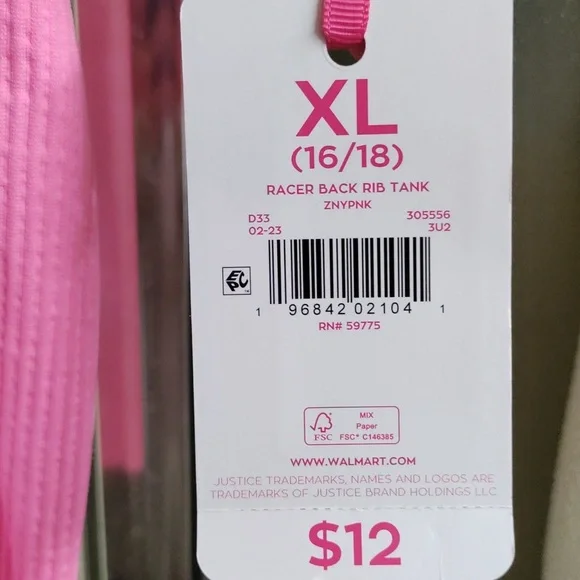 XL
(16/18)
RACER BACK RIB TANK
ZNYPNK
D33 305556
02-23 3U2
EPC
1 96842 02104 1
RN# 59775
MIX
Paper
FSC FSC® C146385
WWW.WALMART.COM
JUSTICE TRADEMARKS, NAMES AND LOGOS ARE
TRADEMARKS OF JUSTICE BRAND HOLDINGS LLC
$12